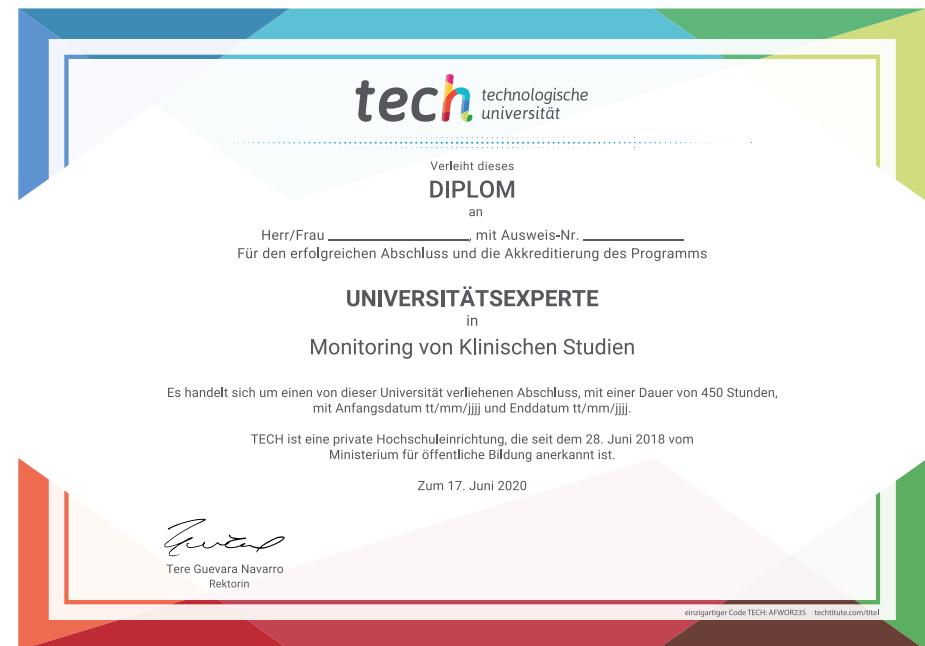 tech technologische
universität
Verleiht dieses
DIPLOM
an
Herr/Frau ________________, mit Ausweis-Nr. ____________
Für den erfolgreichen Abschluss und die Akkreditierung des Programms
UNIVERSITÄTSEXPERTE
in
Monitoring von Klinischen Studien
Es handelt sich um einen von dieser Universität verliehenen Abschluss, mit einer Dauer von 450 Stunden,
mit Anfangsdatum tt/mm/jjjj und Enddatum tt/mm/jjjj.
TECH ist eine private Hochschuleinrichtung, die seit dem 28. Juni 2018 vom
Ministerium für öffentliche Bildung anerkannt ist.
Zum 17. Juni 2020
Tere Guevara Navarro
Rektorin
einzigartiger Code TECH: AFWOR23S techtitute.com/titel